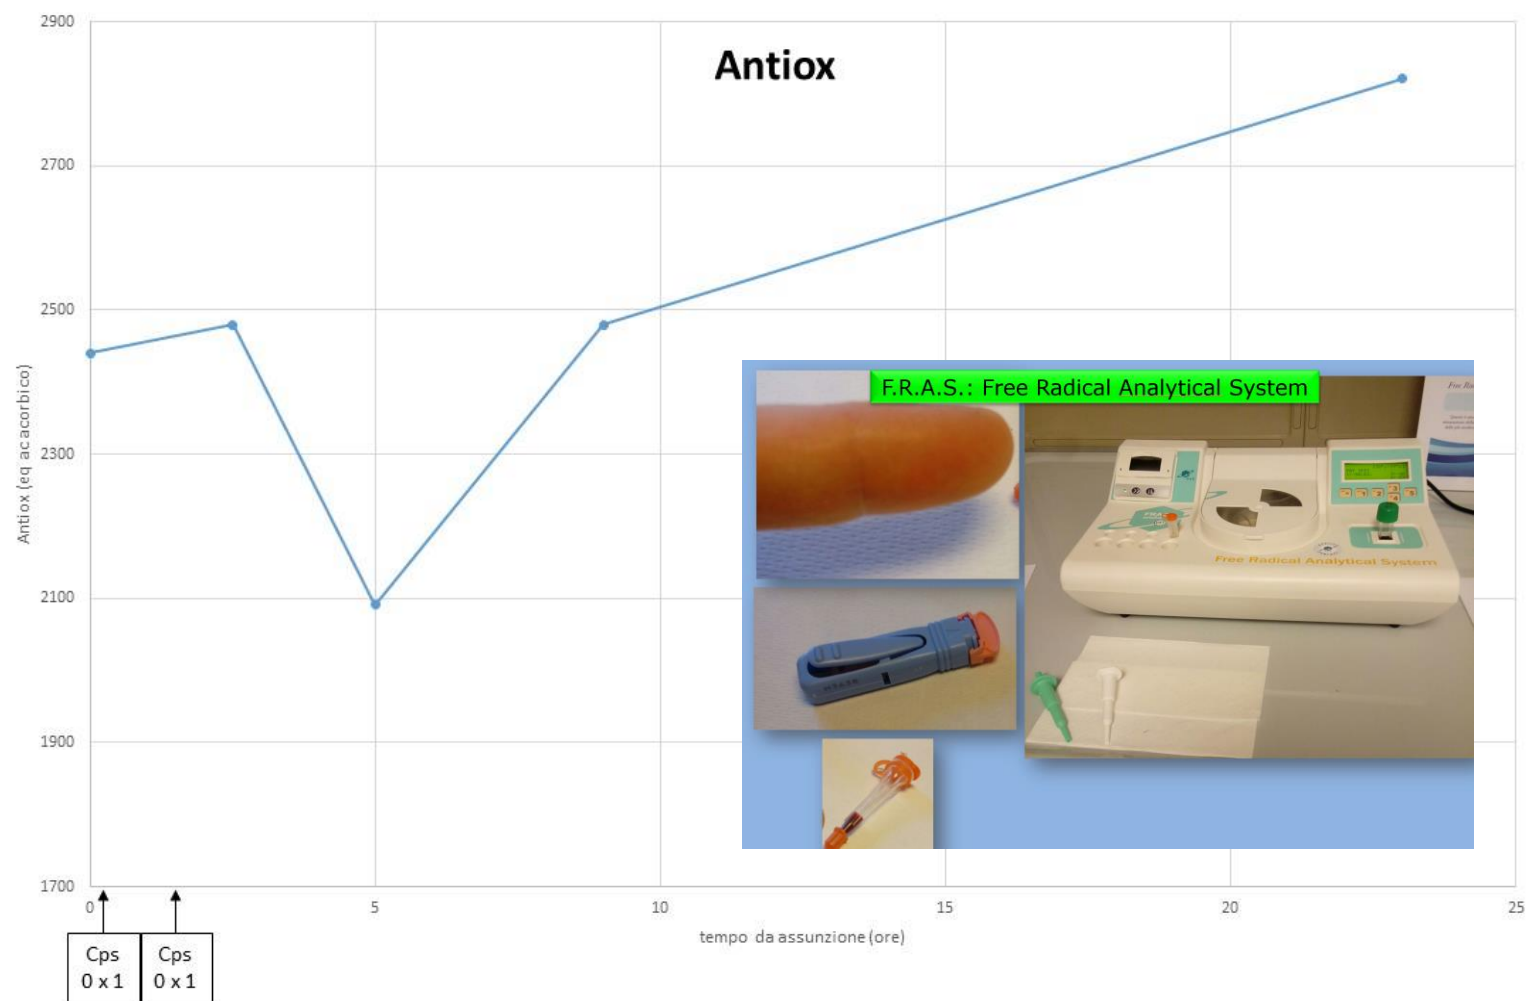 Antiox
2900
2700
2500
2300
2100
1900
1700
Antiox (eq ac acorbico)
0
5
10
15
20
25
tempo da assunzione (ore)
Cps
0 x 1
Cps
0 x 1
F.R.A.S.: Free Radical Analytical System
Free Radical Analytical System